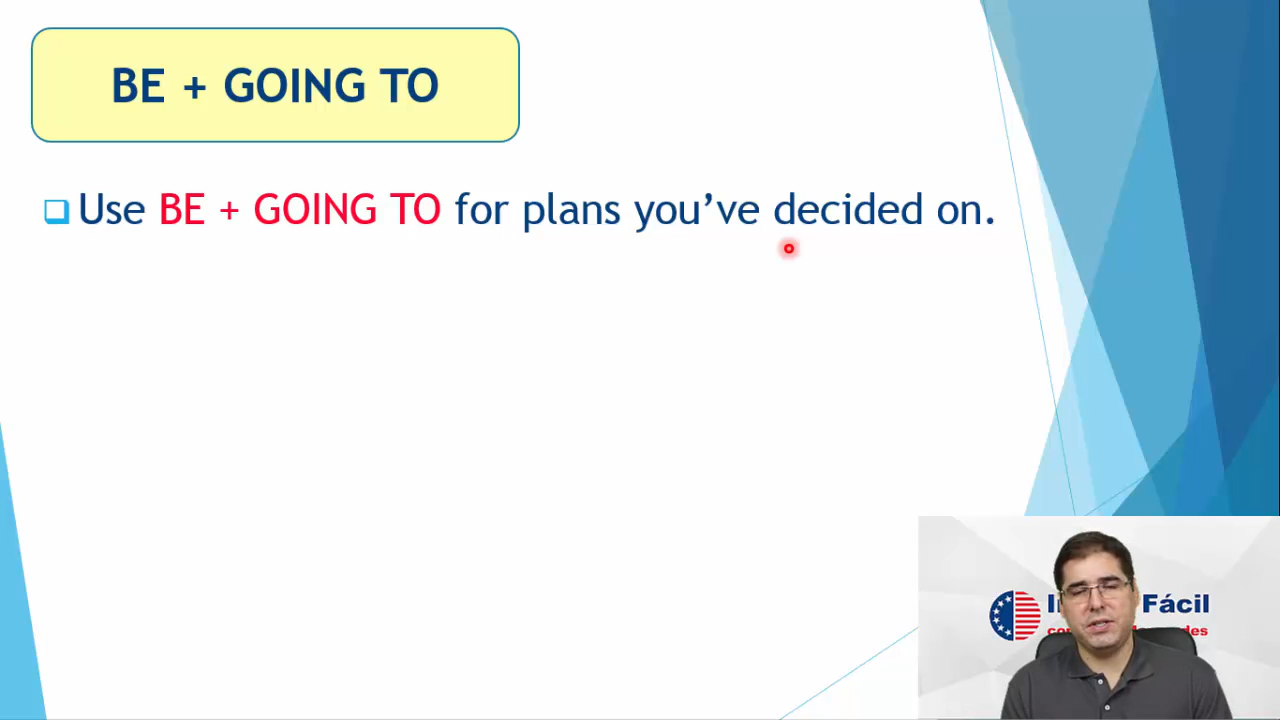 BE + GOING TO
Use BE + GOING TO for plans you’ve decided on.
Fácil